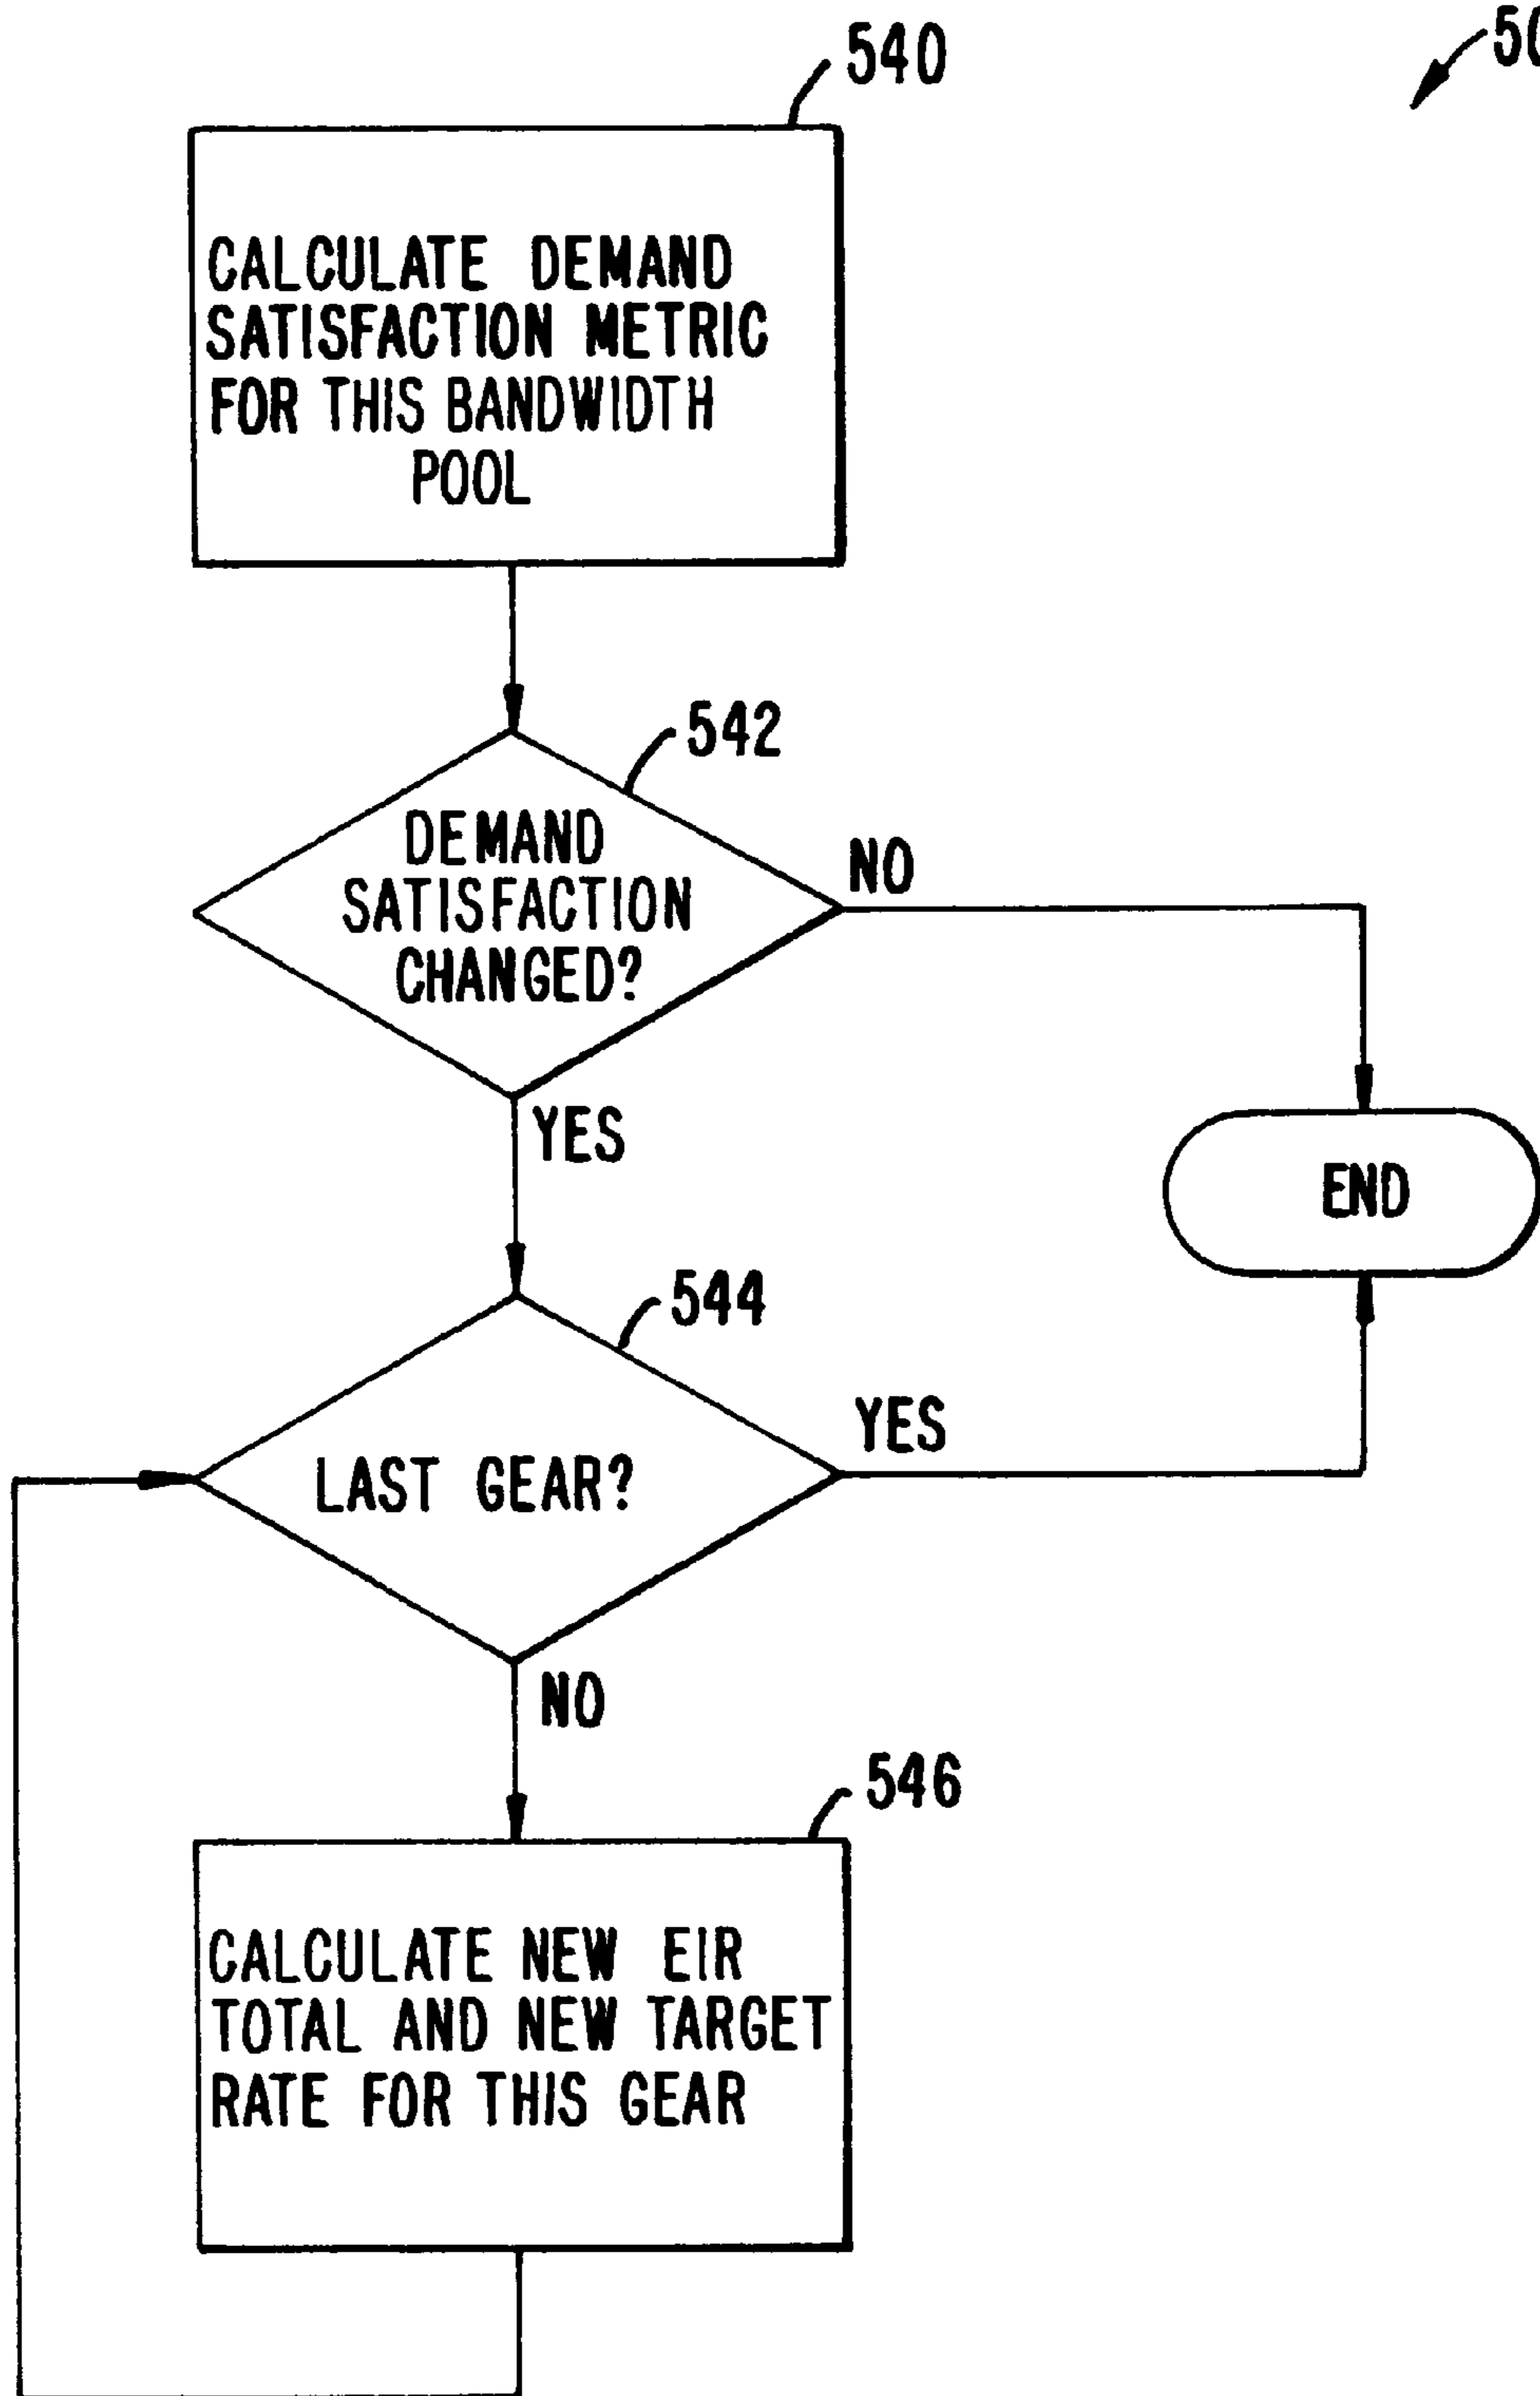 540
CALCULATE DEMAND
SATISFACTION METRIC
FOR THIS BANDWIDTH
POOL
542
DEMAND
SATISFACTION
CHANGED?
NO
YES
END
544
LAST GEAR?
YES
NO
546
CALCULATE NEW EIR
TOTAL AND NEW TARGET
RATE FOR THIS GEAR